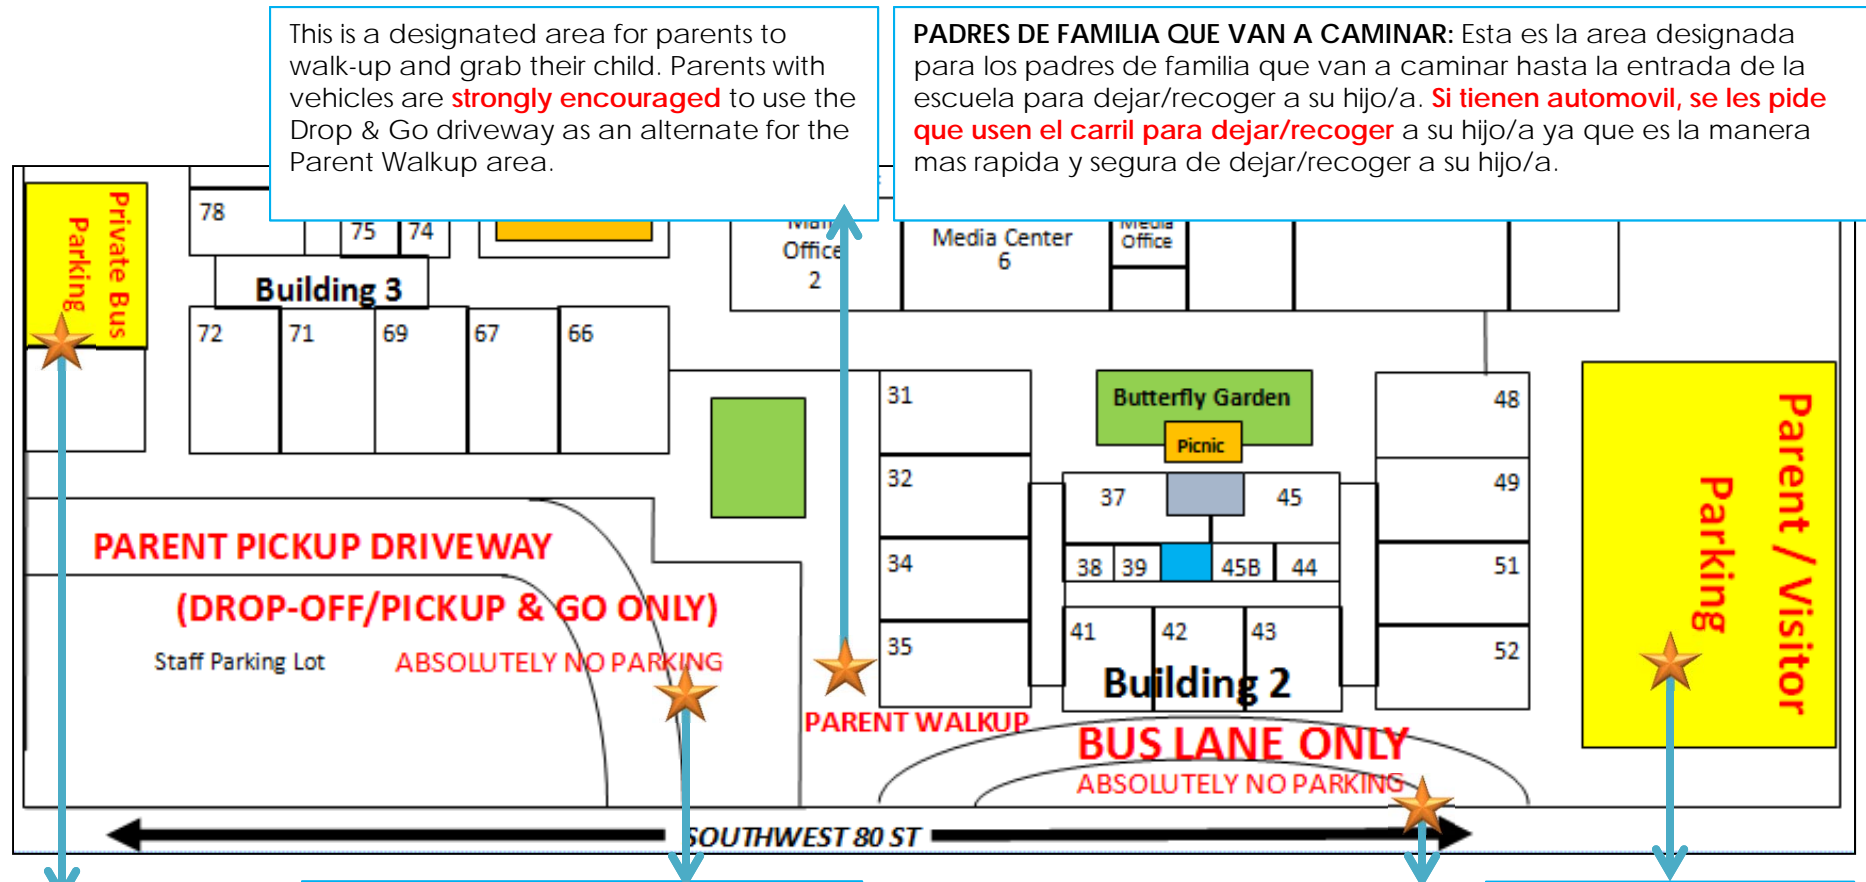 This is a designated area for parents to
walk-up and grab their child. Parents with
vehicles are strongly encouraged to use the
Drop & Go driveway as an alternate for the
Parent Walkup area.
PADRES DE FAMILIA QUE VAN A CAMINAR: Esta es la area designada
para los padres de familia que van a caminar hasta la entrada de la
escuela para dejar/recoger a su hijo/a. Si tienen automovil, se les pide
que usen el carril para dejar/recoger a su hijo/a ya que es la manera
mas rapida y segura de dejar/recoger a su hijo/a.
Private Bus
Parking
78
75
74
Building 3
72
71
69
67
66
Main
Office
2
Media Center
6
Media
Office
31
32
34
35
Butterfly Garden
Picnic
37
45
38
39
45B
44
41
42
43
Building 2
48
49
51
52
Parent / Visitor
Parking
PARENT PICKUP DRIVEWAY
(DROP-OFF/PICKUP & GO ONLY)
Staff Parking Lot
ABSOLUTELY NO PARKING
PARENT WALKUP
BUS LANE ONLY
ABSOLUTELY NO PARKING
SOUTHWEST 80 ST